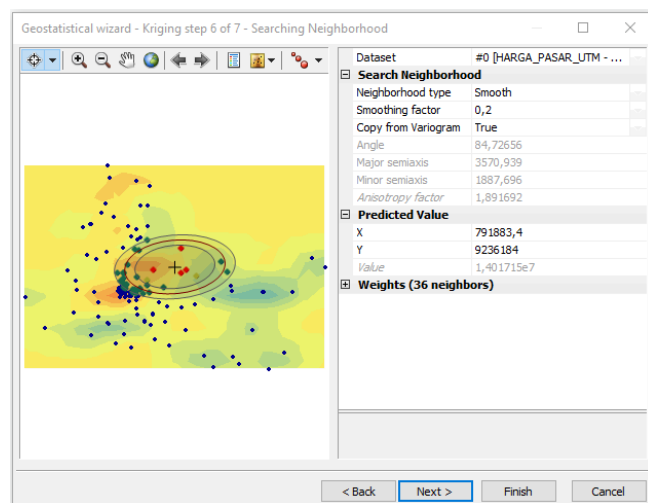 Geostatistical wizard - Kriging step 6 of 7 - Searching Neighborhood
Dataset #0 [HARGA_PASAR_UTM - ...
Search Neighborhood
Neighborhood type Smooth
Smoothing factor 0,2
Copy from Variogram True
Angle 84,72656
Major semiaxis 3570,939
Minor semiaxis 1887,696
Anisotropy factor 1,891692
Predicted Value
X 791883,4
Y 9236184
Value 1,401715e7
Weights (36 neighbors)
< Back Next > Finish Cancel